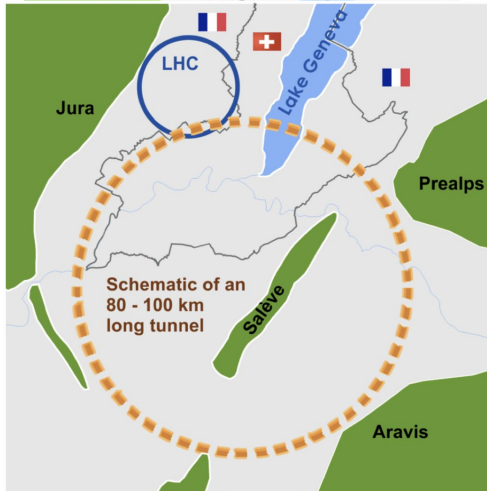 LHC
Lake Geneva
Jura
Prealps
Schematic of an
80 - 100 km
long tunnel
Salève
Aravis